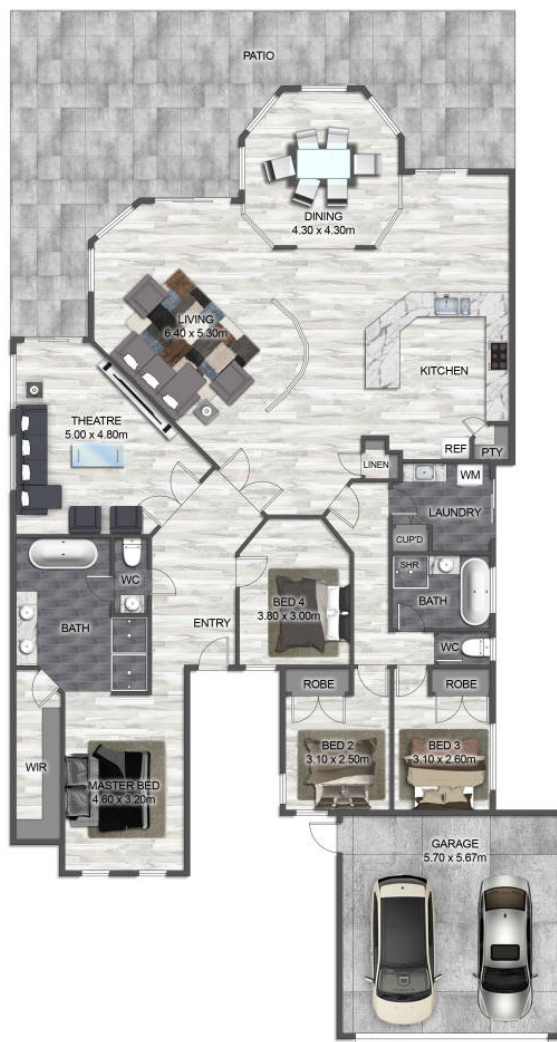 PATIO
DINING
4.30 x 4.30m
LIVING
6.40 x 5.30m
KITCHEN
THEATRE
5.00 x 4.80m
REF
PTY
LINEN
WM
LAUNDRY
CUP'D
SHR
WC
BED 4
3.80 x 3.00m
BATH
ENTRY
BATH
WC
ROBE
ROBE
BED 2
3.10 x 2.50m
BED 3
3.10 x 2.60m
WIR
MASTER BED
4.60 x 3.20m
GARAGE
5.70 x 5.67m